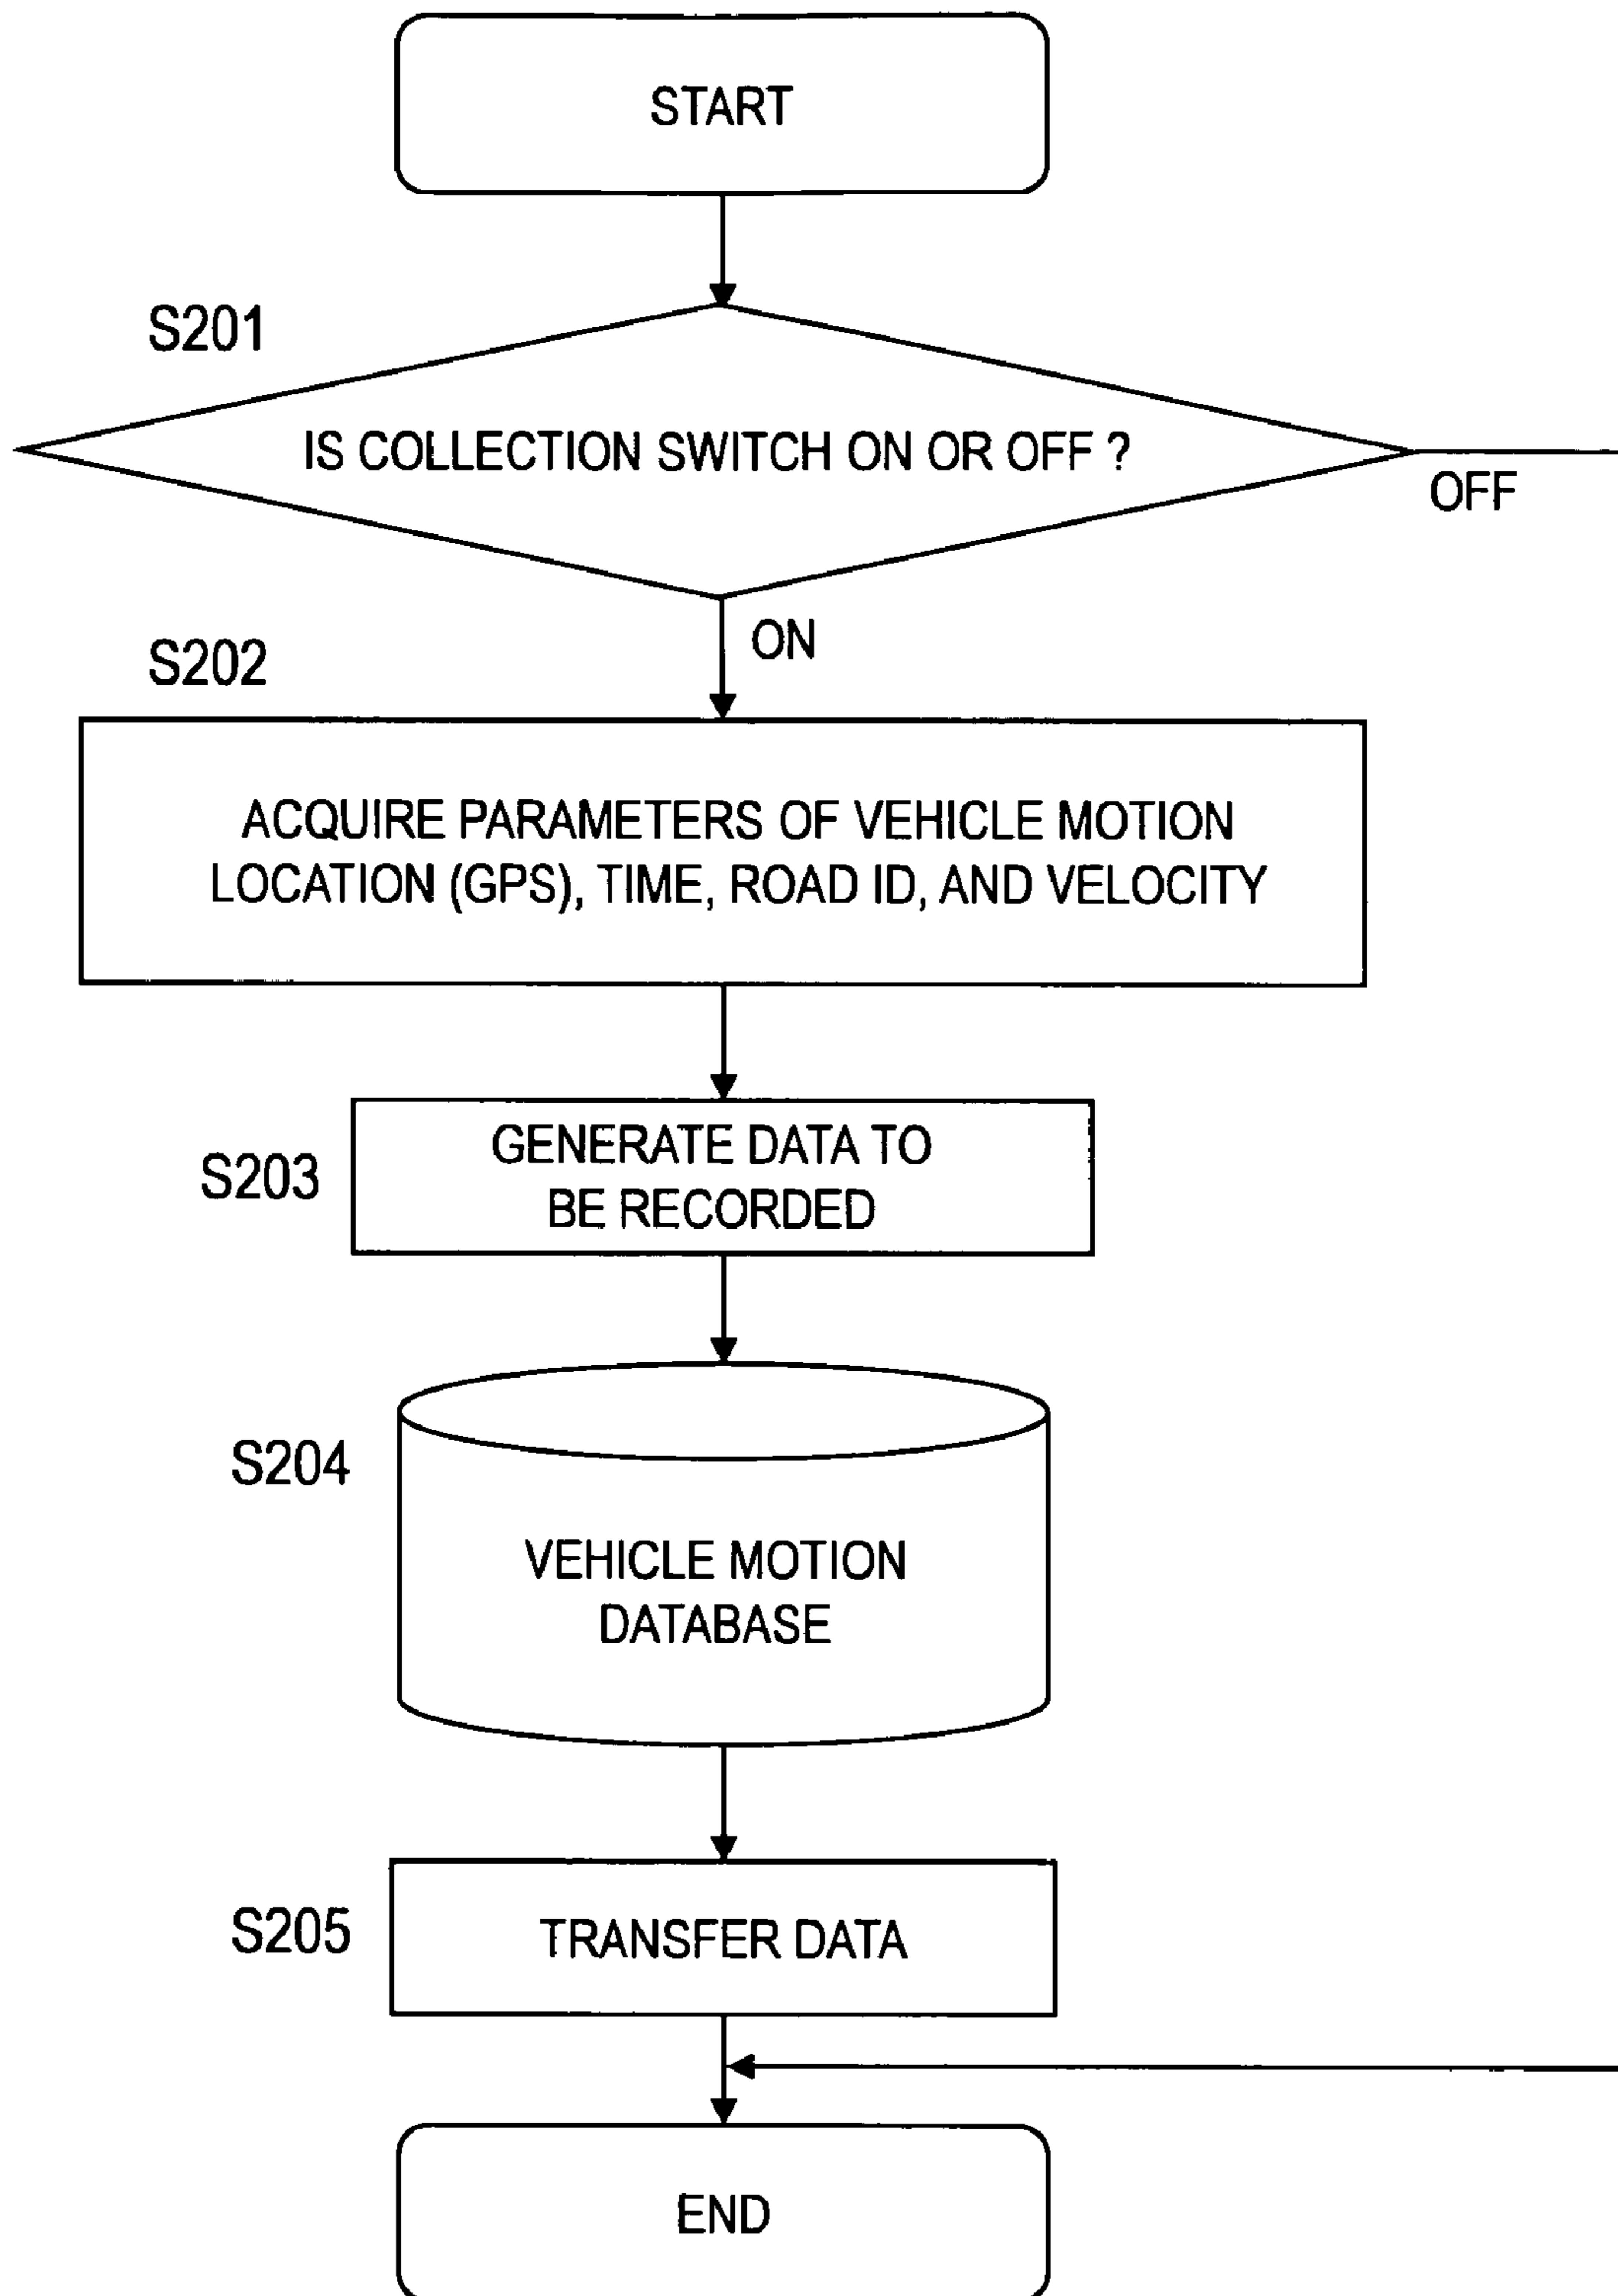 START
S201
IS COLLECTION SWITCH ON OR OFF ?
OFF
ON
S202
ACQUIRE PARAMETERS OF VEHICLE MOTION
LOCATION (GPS), TIME, ROAD ID, AND VELOCITY
S203
GENERATE DATA TO
BE RECORDED
S204
VEHICLE MOTION
DATABASE
S205
TRANSFER DATA
END